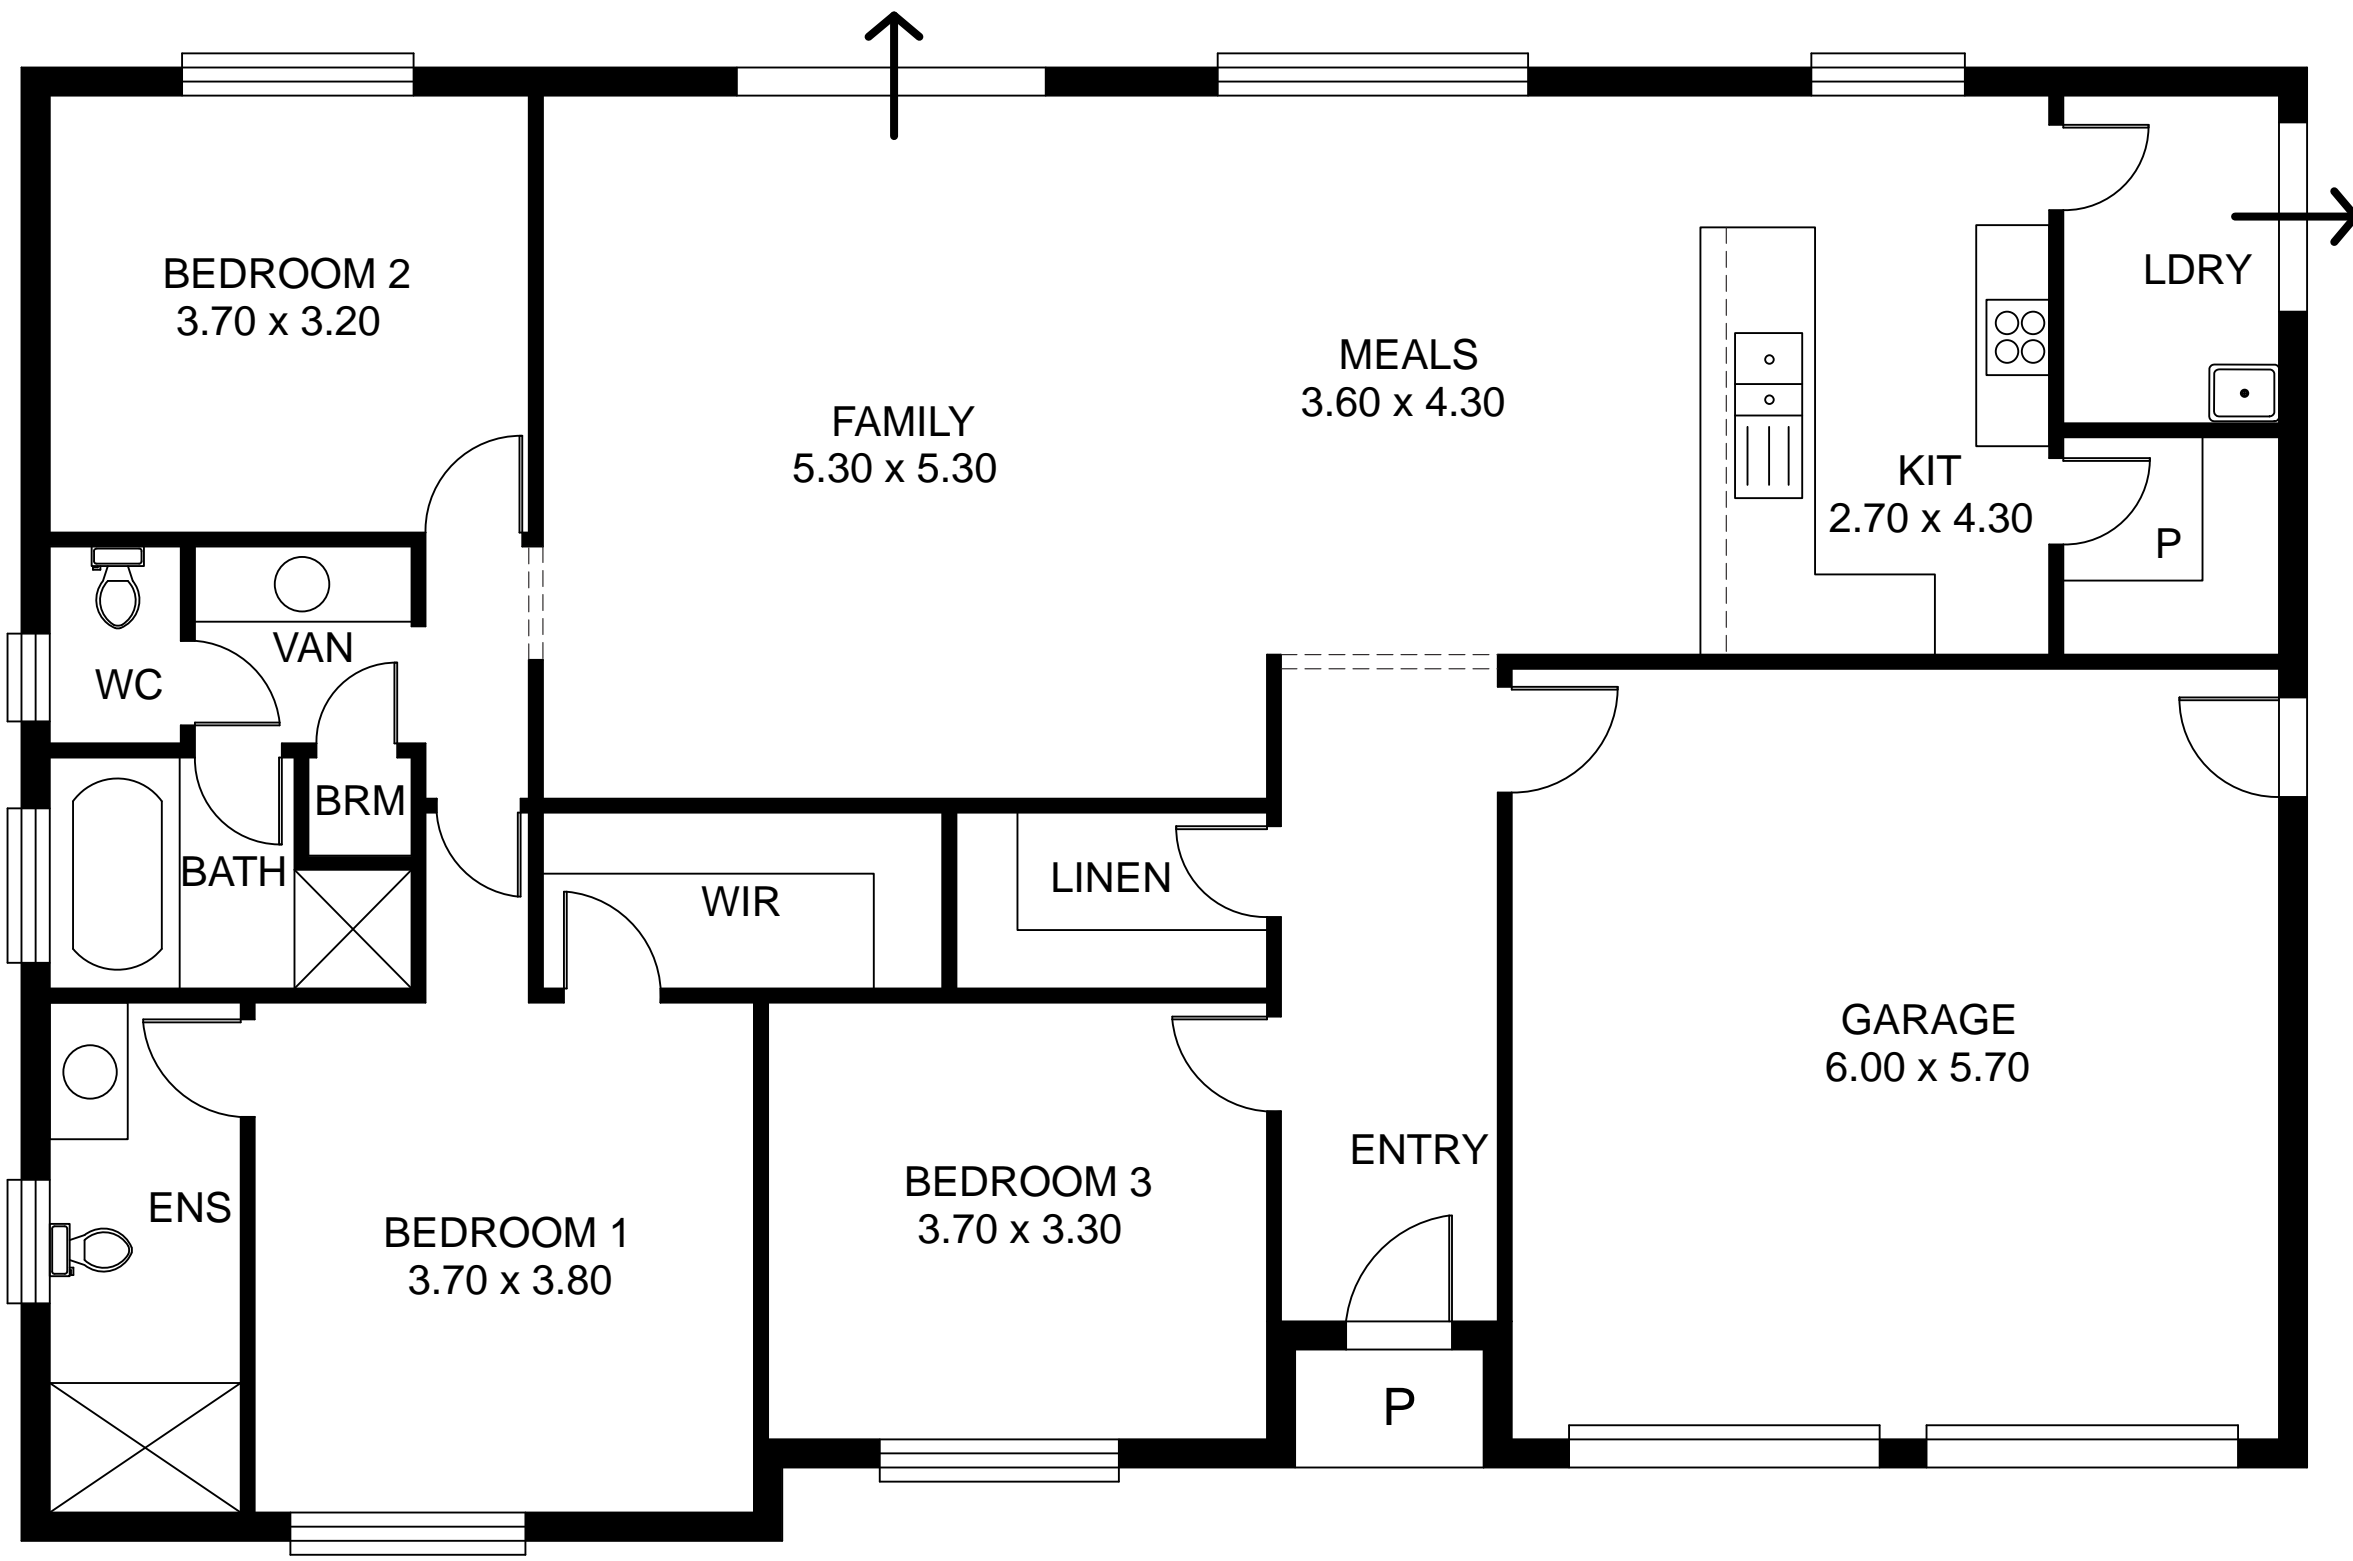 BEDROOM 2
3.70 x 3.20
FAMILY
5.30 x 5.30
MEALS
3.60 x 4.30
KIT
2.70 x 4.30
LDRY
P
WC
VAN
BRM
BATH
WIR
LINEN
ENS
BEDROOM 1
3.70 x 3.80
BEDROOM 3
3.70 x 3.30
ENTRY
P
GARAGE
6.00 x 5.70